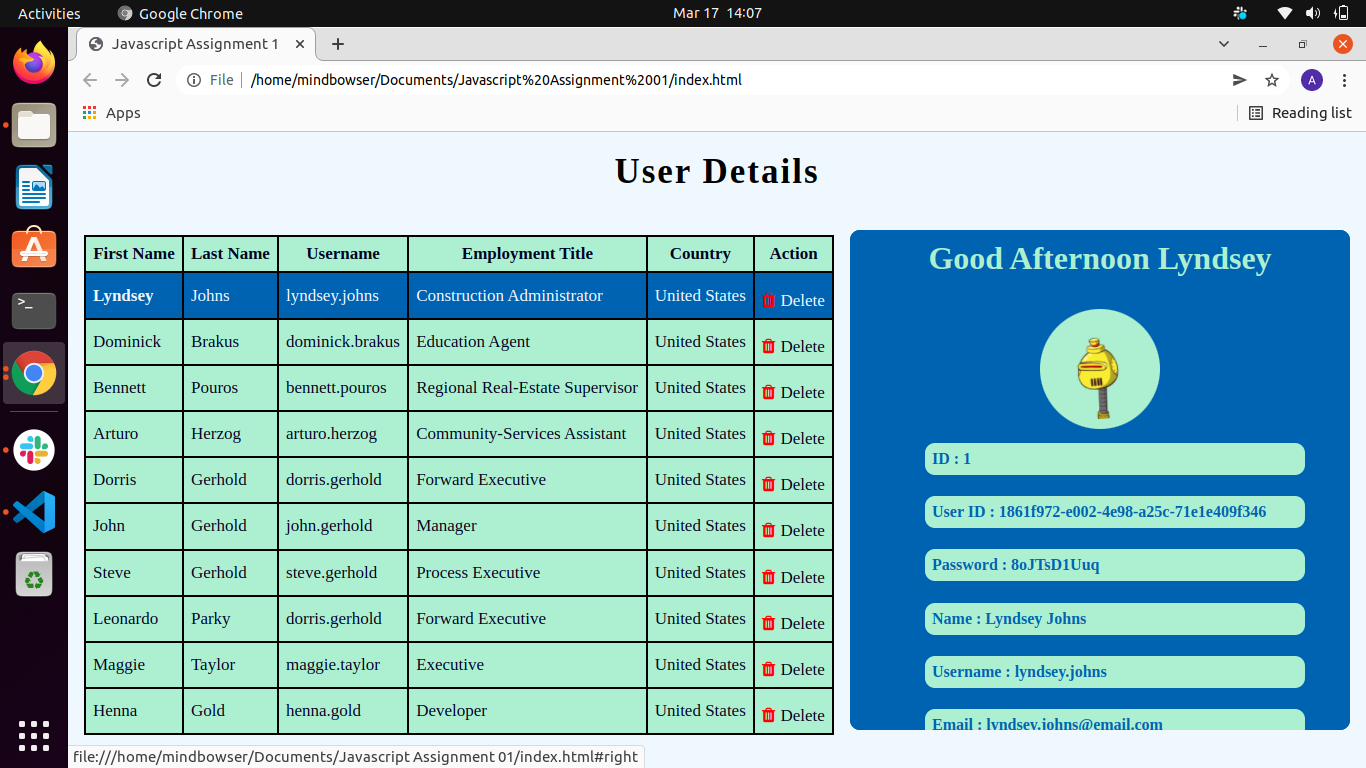 Activities Google Chrome Mar 17 14:07
Javascript Assignment 1
File /home/mindbowser/Documents/Javascript%20Assignment%2001/index.html A
Apps Reading list
User Details
First Name Last Name Username Employment Title Country Action
Lyndsey Johns lyndsey.johns Construction Administrator United States Delete
Dominick Brakus dominick.brakus Education Agent United States Delete
Bennett Pouros bennett.pouros Regional Real-Estate Supervisor United States Delete
Arturo Herzog arturo.herzog Community-Services Assistant United States Delete
Dorris Gerhold dorris.gerhold Forward Executive United States Delete
John Gerhold john.gerhold Manager United States Delete
Steve Gerhold steve.gerhold Process Executive United States Delete
Leonardo Parky dorris.gerhold Forward Executive United States Delete
Maggie Taylor maggie.taylor Executive United States Delete
Henna Gold henna.gold Developer United States Delete
Good Afternoon Lyndsey
ID : 1
User ID : 1861f972-e002-4e98-a25c-71e1e409f346
Password : 8oJTsD1Uuq
Name : Lyndsey Johns
Username : lyndsey.johns
Email : lyndsey.johns@email.com
file:///home/mindbowser/Documents/Javascript Assignment 01/index.html#right